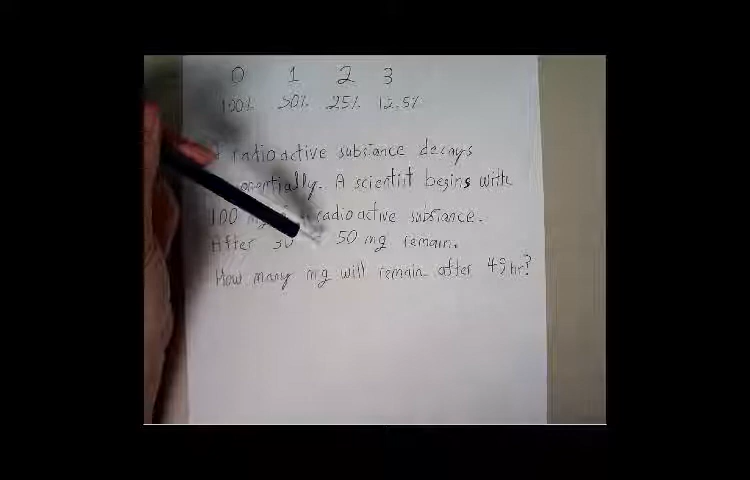 0 1 2 3
100% 50% 25% 12.5%
radioactive substance decays
A scientist begins with
100 radioactive substance.
After 30 50 mg remain.
How many mg will remain after 45 hr?